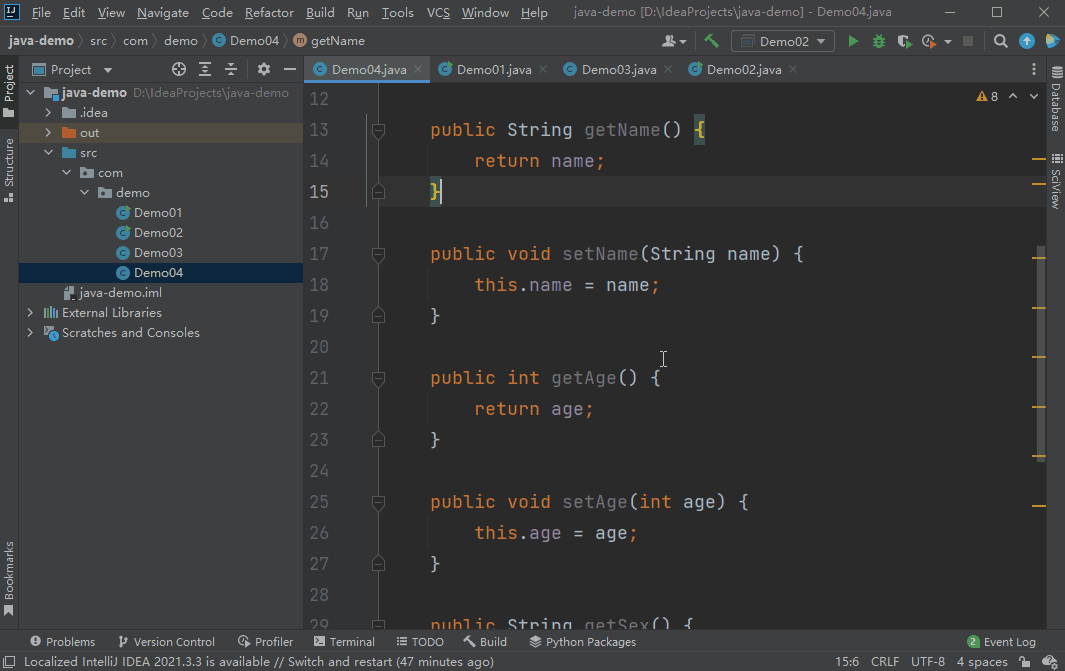 File Edit View Navigate Code Refactor Build Run Tools VCS Window Help java-demo [D:\IdeaProjects\java-demo] - Demo04.java
java-demo src com demo Demo04 getName Demo02
Project Demo04.java Demo01.java Demo03.java Demo02.java
java-demo D:\IdeaProjects\java-demo
.idea
out
src
com
demo
Demo01
Demo02
Demo03
Demo04
java-demo.iml
External Libraries
Scratches and Consoles
Project
Structure
Bookmarks
8
12
13 public String getName() {
14 return name;
15 }
16
17 public void setName(String name) {
18 this.name = name;
19 }
20
21 public int getAge() {
22 return age;
23 }
24
25 public void setAge(int age) {
26 this.age = age;
27 }
28
29 public String getSex() {
Database
SciView
Problems Version Control Profiler Terminal TODO Build Python Packages 2 Event Log
Localized IntelliJ IDEA 2021.3.3 is available // Switch and restart (47 minutes ago) 15:6 CRLF UTF-8 4 spaces